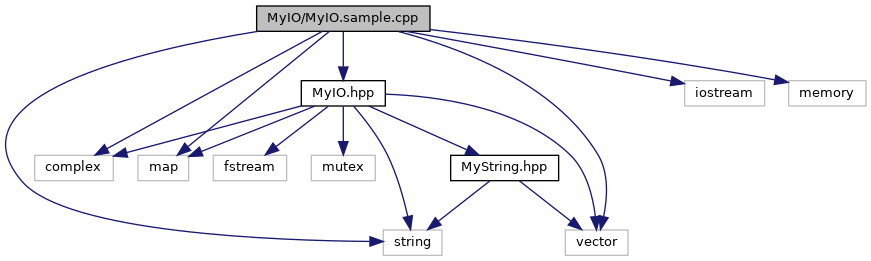 MyIO/MyIO.sample.cpp
MyIO.hpp
iostream
memory
complex
map
fstream
mutex
MyString.hpp
string
vector